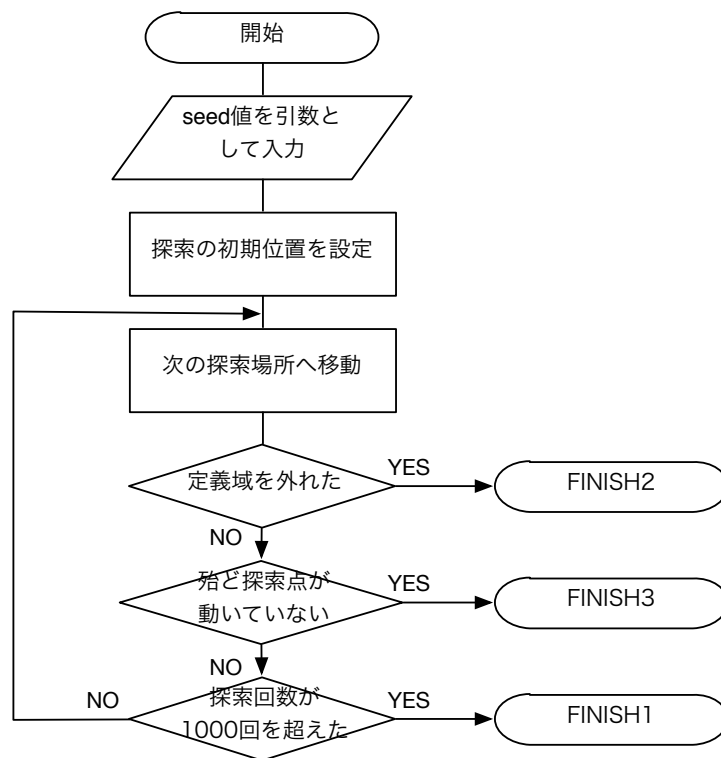 開始
seed値を引数と
して入力
探索の初期位置を設定
次の探索場所へ移動
定義域を外れた
YES
FINISH2
NO
殆ど探索点が
動いていない
YES
FINISH3
NO
NO
探索回数が
1000回を超えた
YES
FINISH1